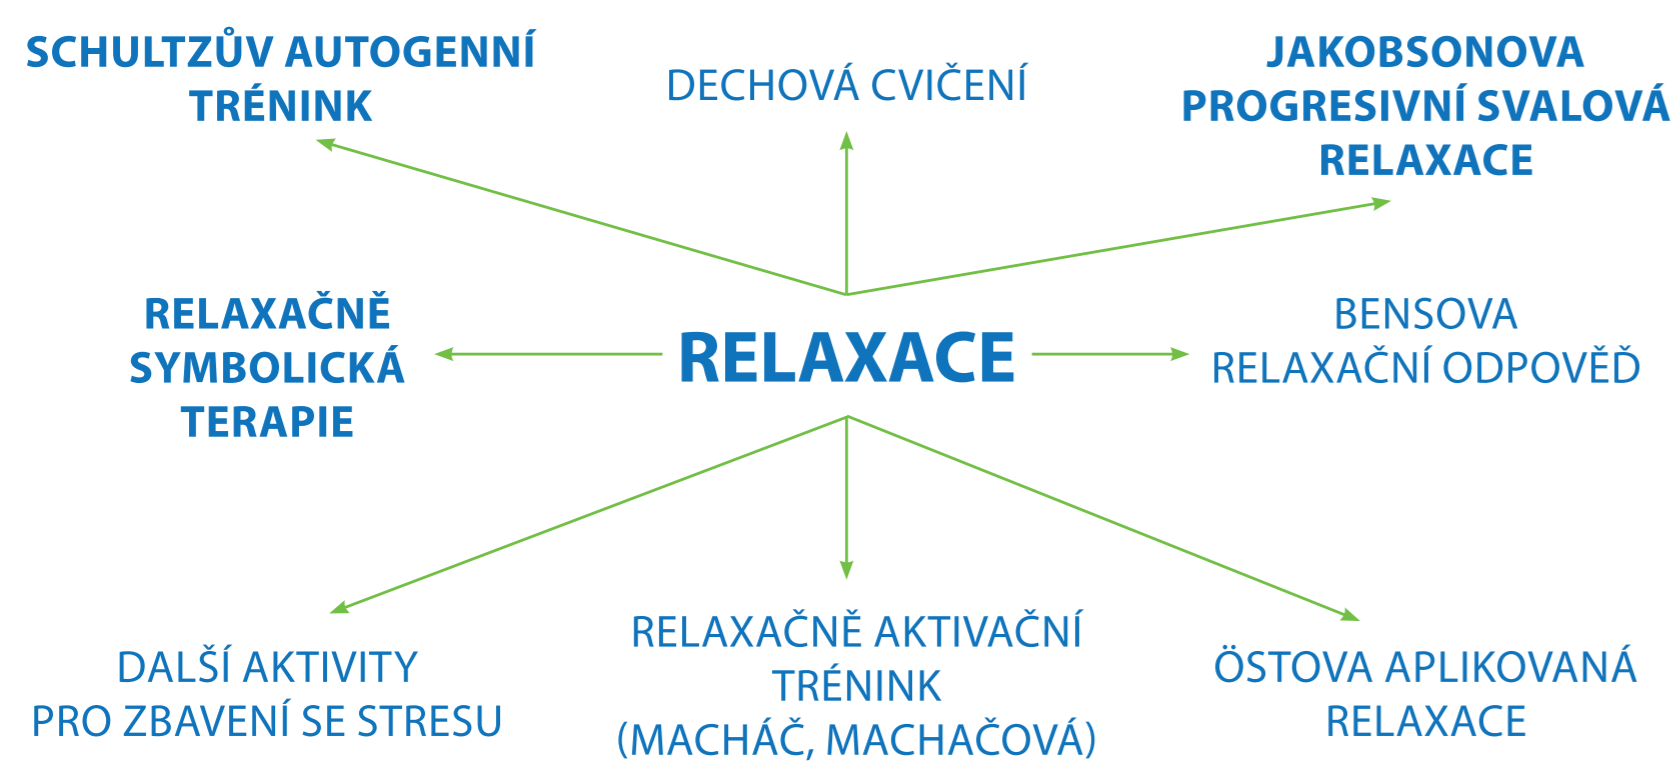 SCHULTZŮV AUTOGENNÍ
TRÉNINK
DECHOVÁ CVIČENÍ
JAKOBSONOVA
PROGRESIVNÍ SVALOVÁ
RELAXACE
RELAXAČNĚ
SYMBOLICKÁ
TERAPIE
RELAXACE
BENSOVA
RELAXAČNÍ ODPOVĚĎ
DALŠÍ AKTIVITY
PRO ZBAVENÍ SE STRESU
RELAXAČNĚ AKTIVAČNÍ
TRÉNINK
(MACHÁČ, MACHAČOVÁ)
ÖSTOVA APLIKOVANÁ
RELAXACE